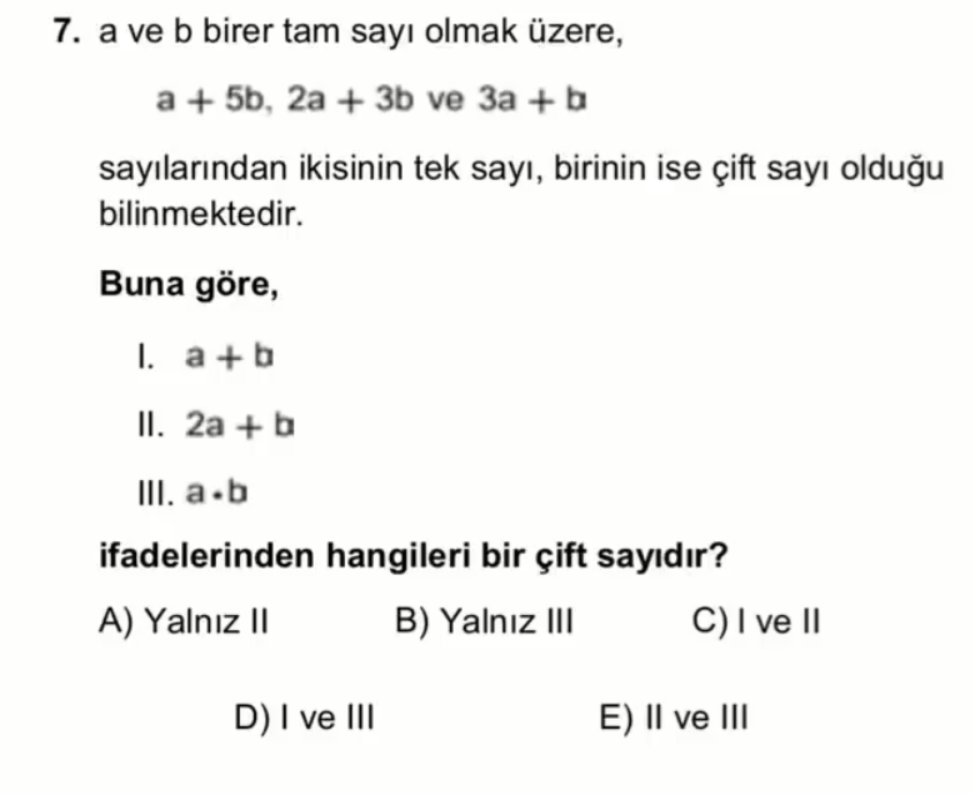 7. a ve b birer tam sayı olmak üzere,
a + 5b, 2a + 3b ve 3a + b
sayılarından ikisinin tek sayı, birinin ise çift sayı olduğu
bilinmektedir.
Buna göre,
I. a + b
II. 2a + b
III. a·b
ifadelerinden hangileri bir çift sayıdır?
A) Yalnız II B) Yalnız III C) I ve II
D) I ve III E) II ve III